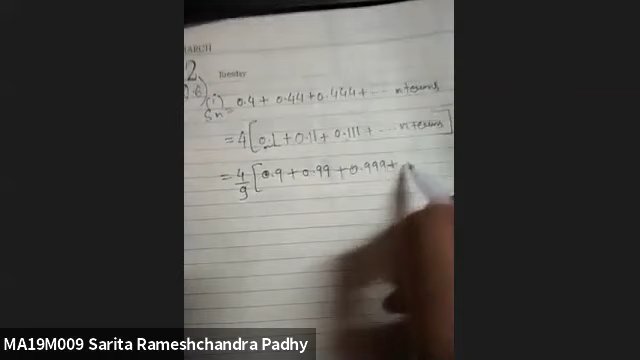 MARCH
2
Tuesday
(i) Sn = 0.4 + 0.44 + 0.444 + ... n terms
= 4 [0.1 + 0.11 + 0.111 + ... n terms]
= 4/9 [0.9 + 0.99 + 0.999 +
MA19M009 Sarita Rameshchandra Padhy